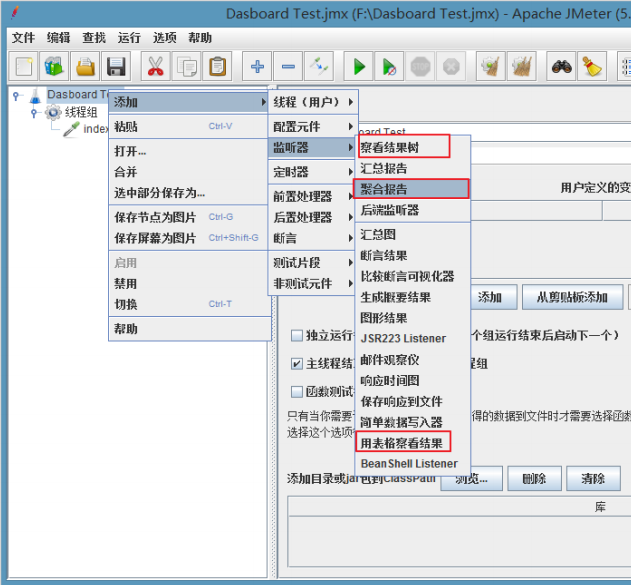 Dasboard Test.jmx (F:\Dasboard Test.jmx) - Apache JMeter (5.
文件 编辑 查找 运行 选项 帮助
Dasboard Te
线程组
index
添加
粘贴 Ctrl-V
打开...
合并
选中部分保存为...
保存节点为图片 Ctrl-G
保存屏幕为图片 Ctrl+Shift-G
启用
禁用
切换 Ctrl-T
帮助
线程（用户）
配置元件
监听器
定时器
前置处理器
后置处理器
断言
测试片段
非测试元件
察看结果树
汇总报告
聚合报告
后端监听器
汇总图
断言结果
比较断言可视化器
生成概要结果
图形结果
JSR223 Listener
邮件观察仪
响应时间图
保存响应到文件
简单数据写入器
用表格察看结果
BeanShell Listener
oard Test
用户定义的变
添加 从剪贴板添加
独立运行 个组运行结束后启动下一个）
主线程结 程组
函数测试
只有当你需要 得的数据到文件时才需要选择函数
选择这个选项
添加目录或jar包到ClassPath 浏览... 删除 清除
库